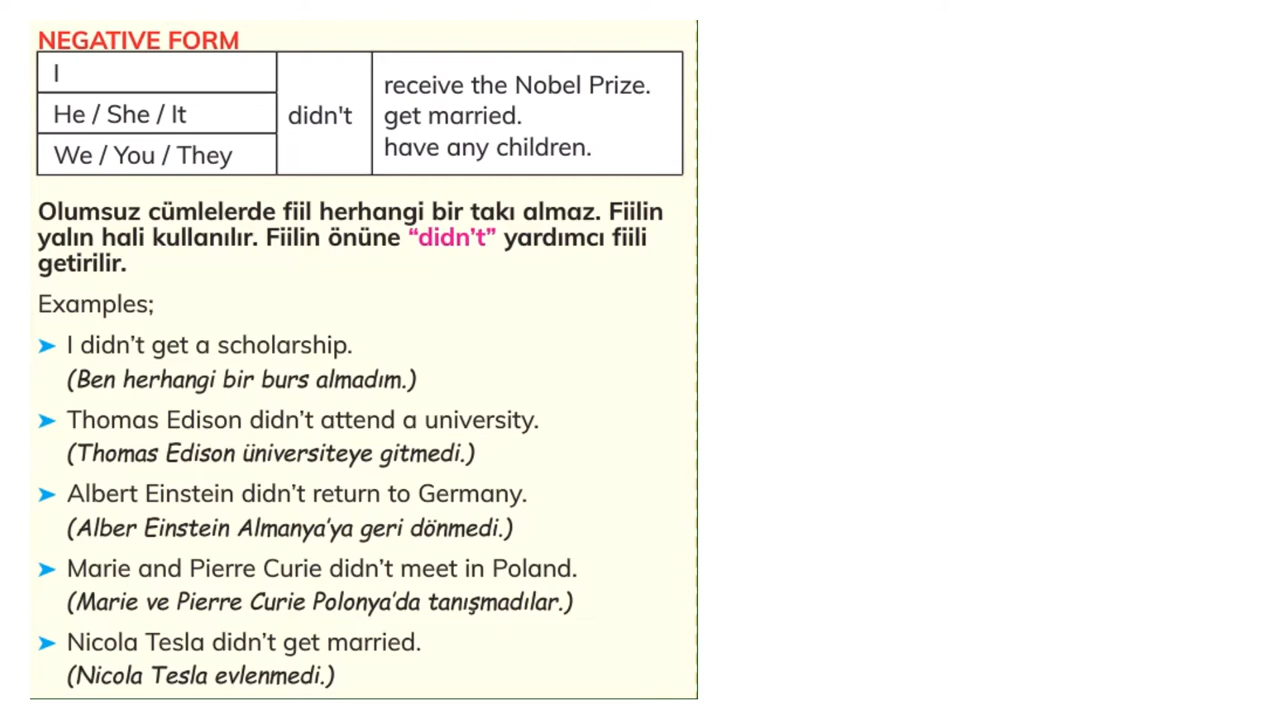 NEGATIVE FORM
I
He / She / It
We / You / They
didn't
receive the Nobel Prize.
get married.
have any children.
Olumsuz cümlelerde fiil herhangi bir takı almaz. Fiilin
yalın hali kullanılır. Fiilin önüne “didn’t” yardımcı fiili
getirilir.
Examples;
➤ I didn’t get a scholarship.
(Ben herhangi bir burs almadım.)
➤ Thomas Edison didn’t attend a university.
(Thomas Edison üniversiteye gitmedi.)
➤ Albert Einstein didn’t return to Germany.
(Alber Einstein Almanya’ya geri dönmedi.)
➤ Marie and Pierre Curie didn’t meet in Poland.
(Marie ve Pierre Curie Polonya’da tanışmadılar.)
➤ Nicola Tesla didn’t get married.
(Nicola Tesla evlenmedi.)